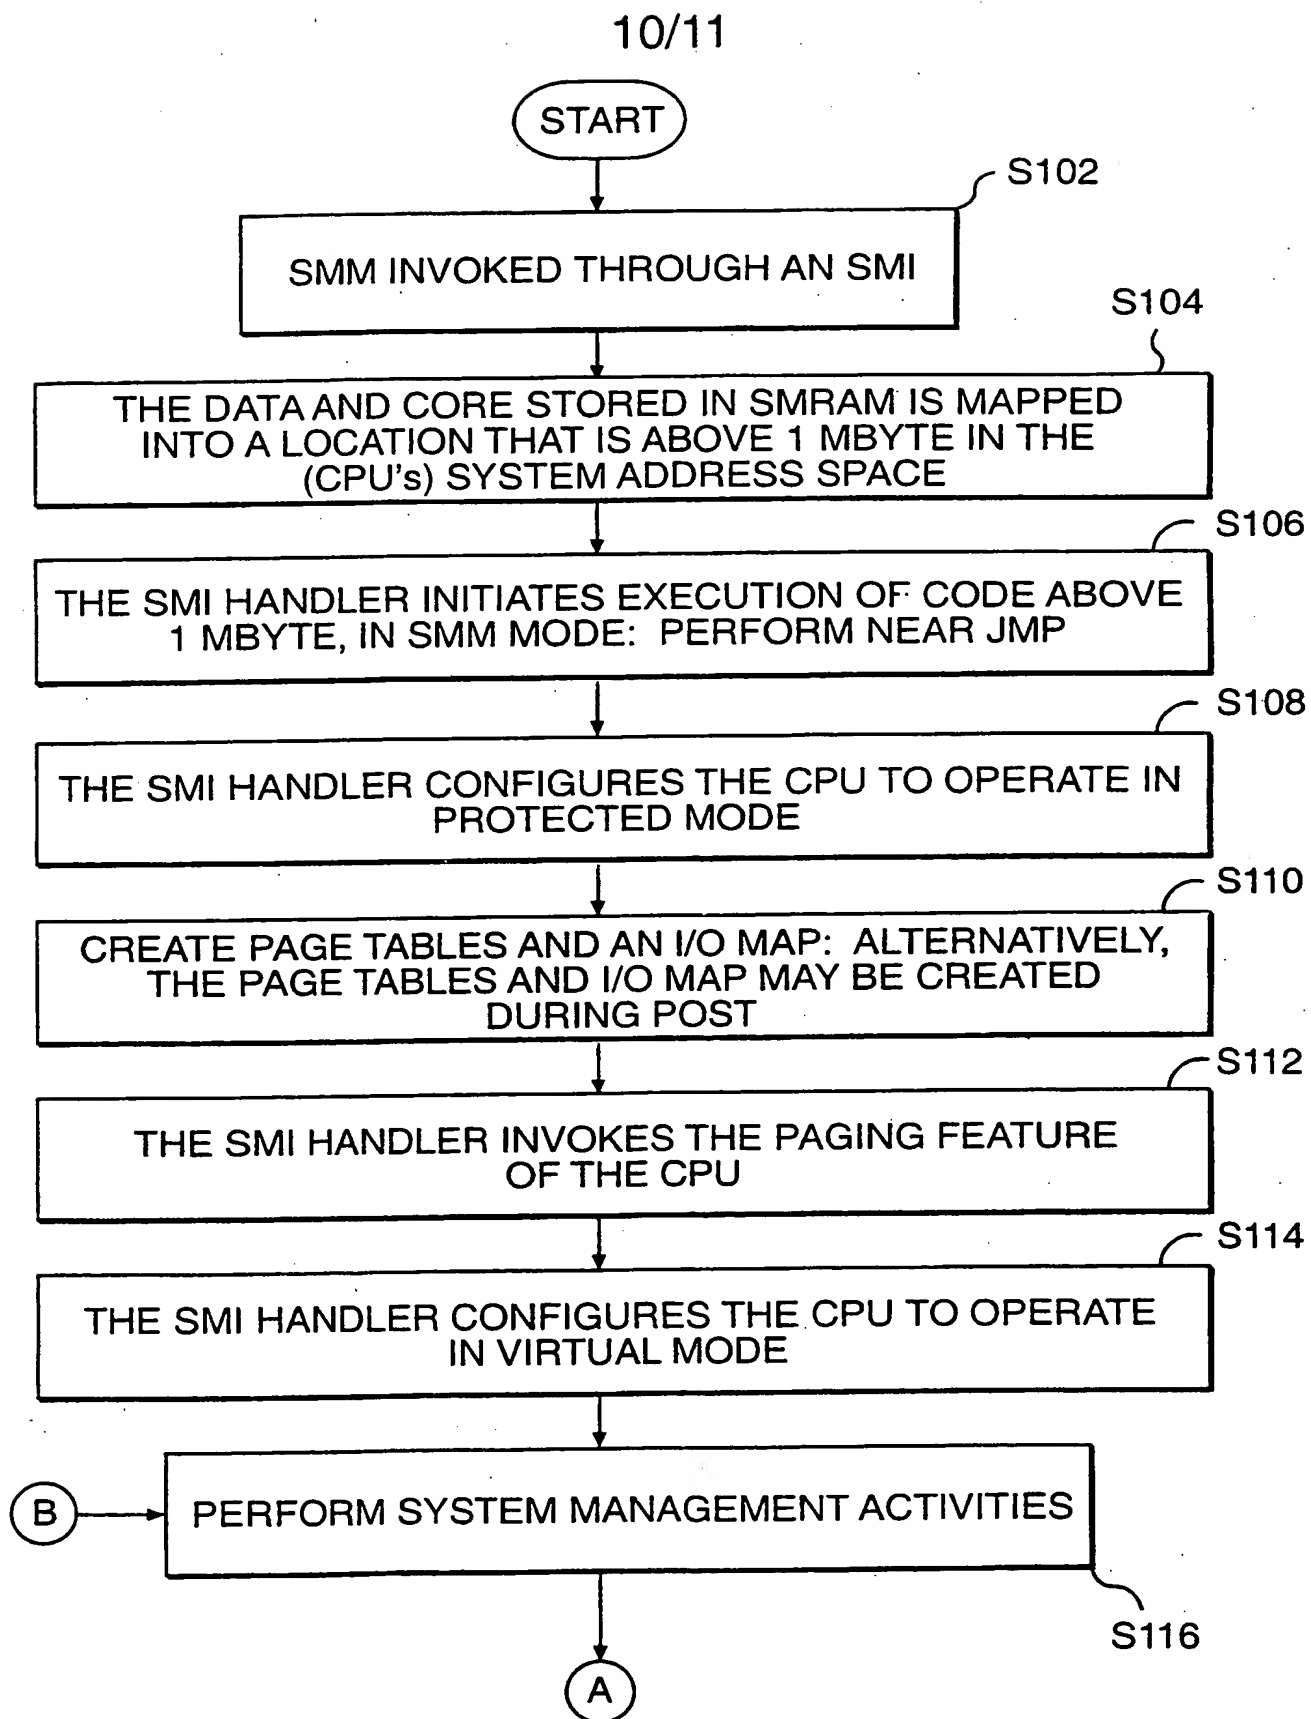 10/11
START
S102
SMM INVOKED THROUGH AN SMI
S104
THE DATA AND CORE STORED IN SMRAM IS MAPPED
INTO A LOCATION THAT IS ABOVE 1 MBYTE IN THE
(CPU's) SYSTEM ADDRESS SPACE
S106
THE SMI HANDLER INITIATES EXECUTION OF CODE ABOVE
1 MBYTE, IN SMM MODE: PERFORM NEAR JMP
S108
THE SMI HANDLER CONFIGURES THE CPU TO OPERATE IN
PROTECTED MODE
S110
CREATE PAGE TABLES AND AN I/O MAP: ALTERNATIVELY,
THE PAGE TABLES AND I/O MAP MAY BE CREATED
DURING POST
S112
THE SMI HANDLER INVOKES THE PAGING FEATURE
OF THE CPU
S114
THE SMI HANDLER CONFIGURES THE CPU TO OPERATE
IN VIRTUAL MODE
B
PERFORM SYSTEM MANAGEMENT ACTIVITIES
S116
A